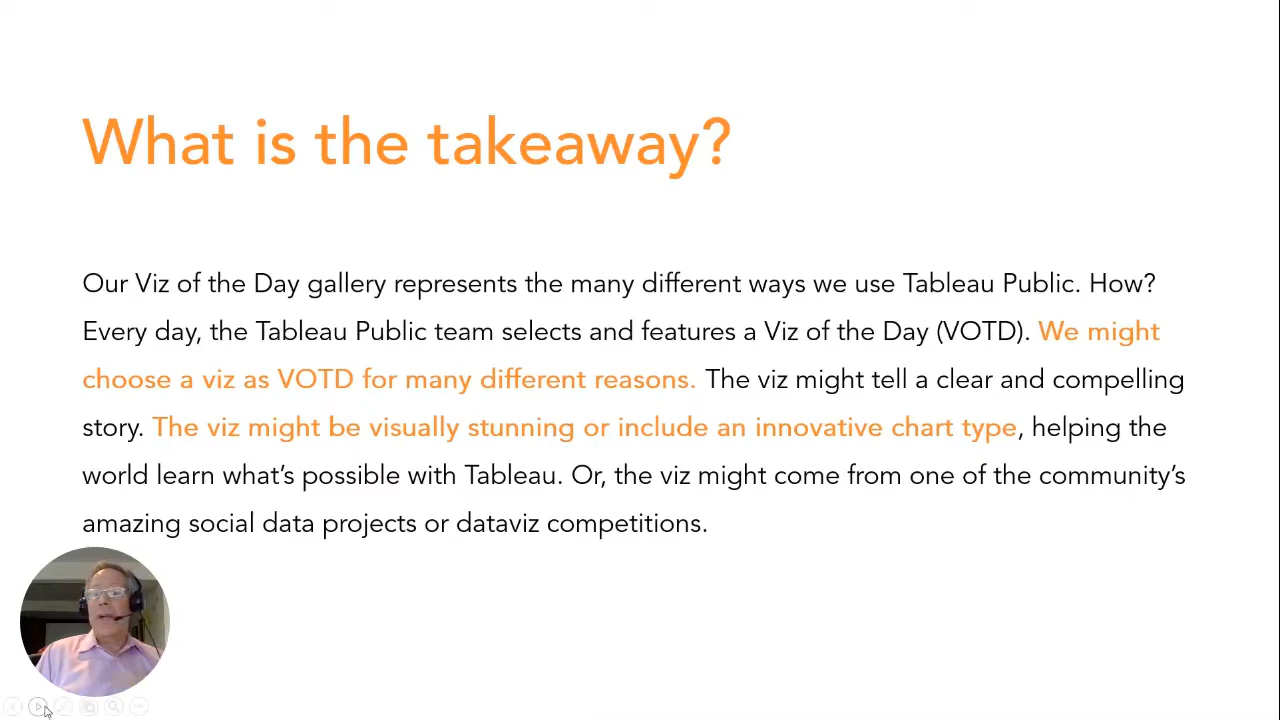 What is the takeaway?
Our Viz of the Day gallery represents the many different ways we use Tableau Public. How?
Every day, the Tableau Public team selects and features a Viz of the Day (VOTD). We might
choose a viz as VOTD for many different reasons. The viz might tell a clear and compelling
story. The viz might be visually stunning or include an innovative chart type, helping the
world learn what’s possible with Tableau. Or, the viz might come from one of the community’s
amazing social data projects or dataviz competitions.